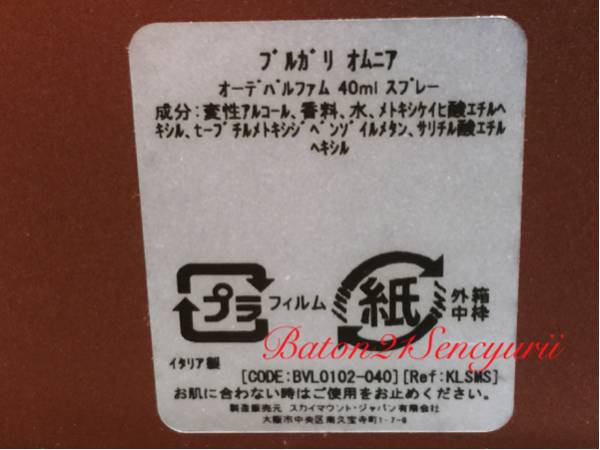 ブルガリ オムニア
オーデパルファム 40ml スプレー
成分:変性アルコール、香料、水、メトキシケイヒ酸エチルヘ
キシル、t-ブチルメトキシジベンゾイルメタン、サリチル酸エチル
ヘキシル
プラ フィルム 紙 外箱
中枠
Baton21Sencyurii
イタリア製
[CODE:BVL0102-040][Ref:KLSMS]
お肌に合わない時はご使用をお止めください。
製造販売元 スカイマウント・ジャパン有限会社
大阪市中央区南久宝寺町1-7-6